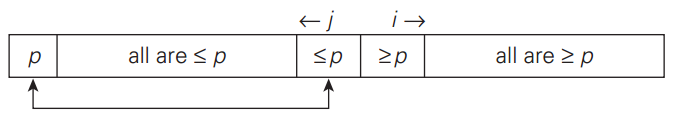 ← j i →
p all are ≤ p ≤p ≥p all are ≥ p